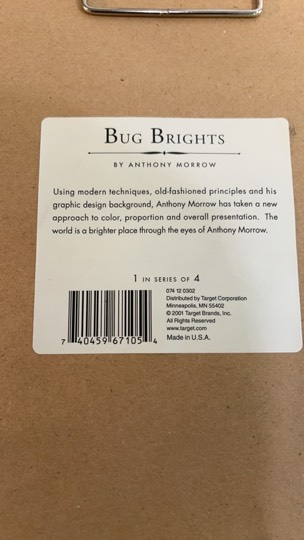 BUG BRIGHTS
BY ANTHONY MORROW
Using modern techniques, old-fashioned principles and his
graphic design background, Anthony Morrow has taken a new
approach to color, proportion and overall presentation. The
world is a brighter place through the eyes of Anthony Morrow.
1 IN SERIES OF 4
074 12 0302
Distributed by Target Corporation
Minneapolis, MN 55402
© 2001 Target Brands, Inc.
All Rights Reserved
www.target.com
Made in U.S.A.
7 40459 67105 4